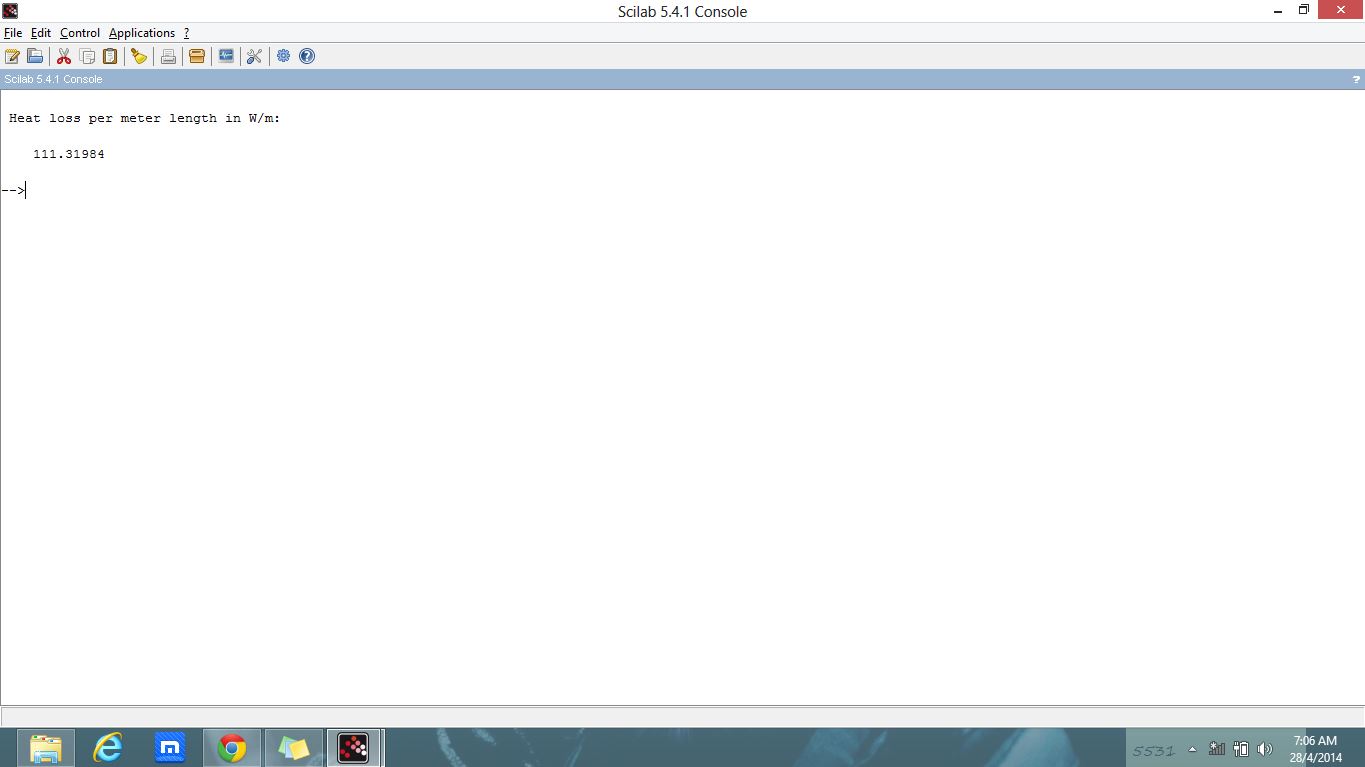 Scilab 5.4.1 Console
File Edit Control Applications ?
Scilab 5.4.1 Console ?
Heat loss per meter length in W/m:
111.31984
-->
5531
7:06 AM
28/4/2014